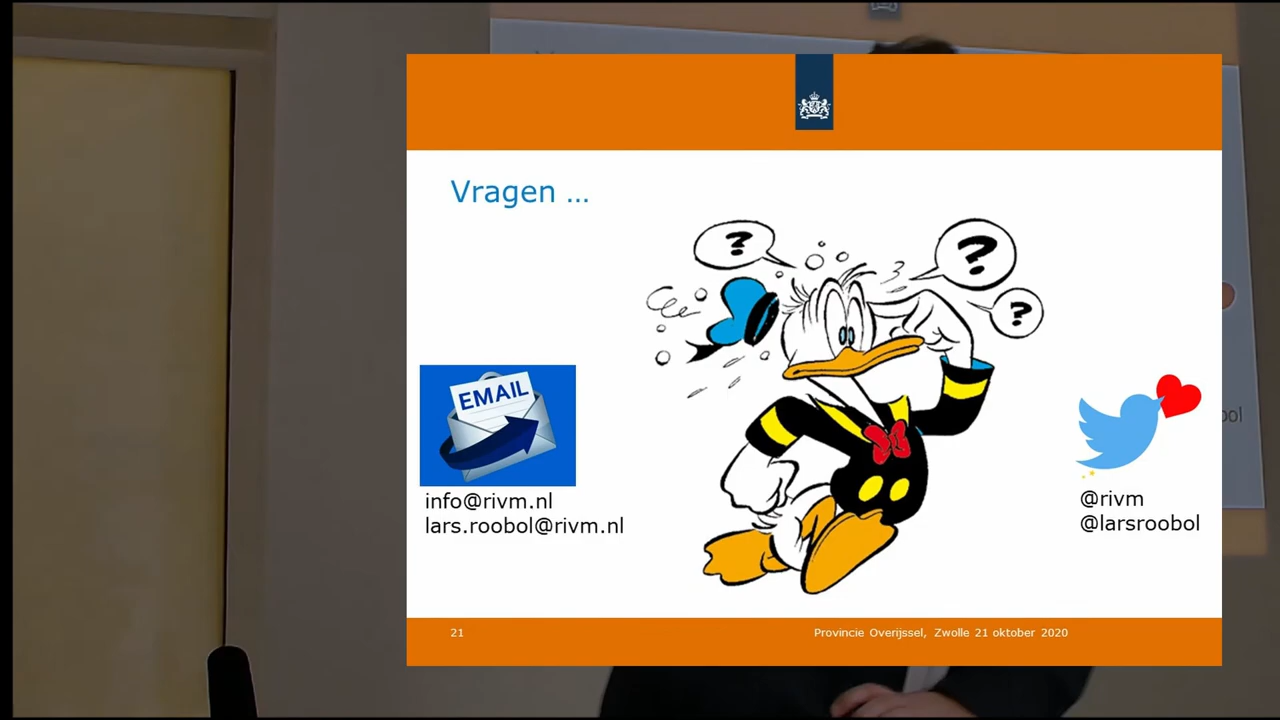 Vragen ...
?
?
?
EMAIL
info@rivm.nl
lars.roobol@rivm.nl
@rivm
@larsroobol
21
Provincie Overijssel, Zwolle 21 oktober 2020